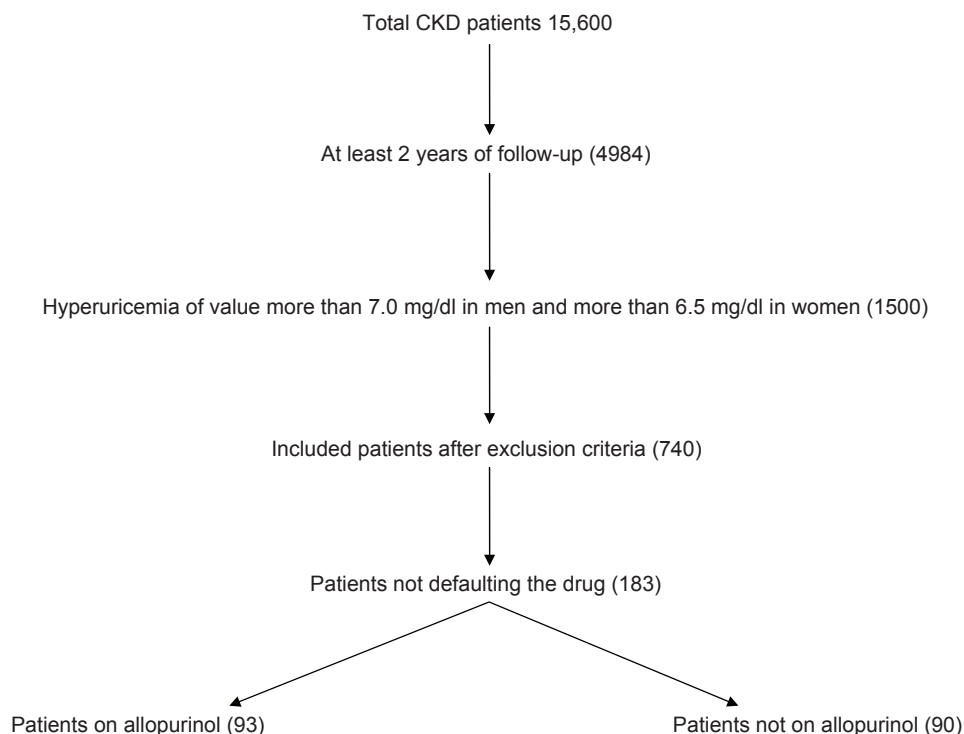 Total CKD patients 15,600
At least 2 years of follow-up (4984)
Hyperuricemia of value more than 7.0 mg/dl in men and more than 6.5 mg/dl in women (1500)
Included patients after exclusion criteria (740)
Patients not defaulting the drug (183)
Patients on allopurinol (93)
Patients not on allopurinol (90)